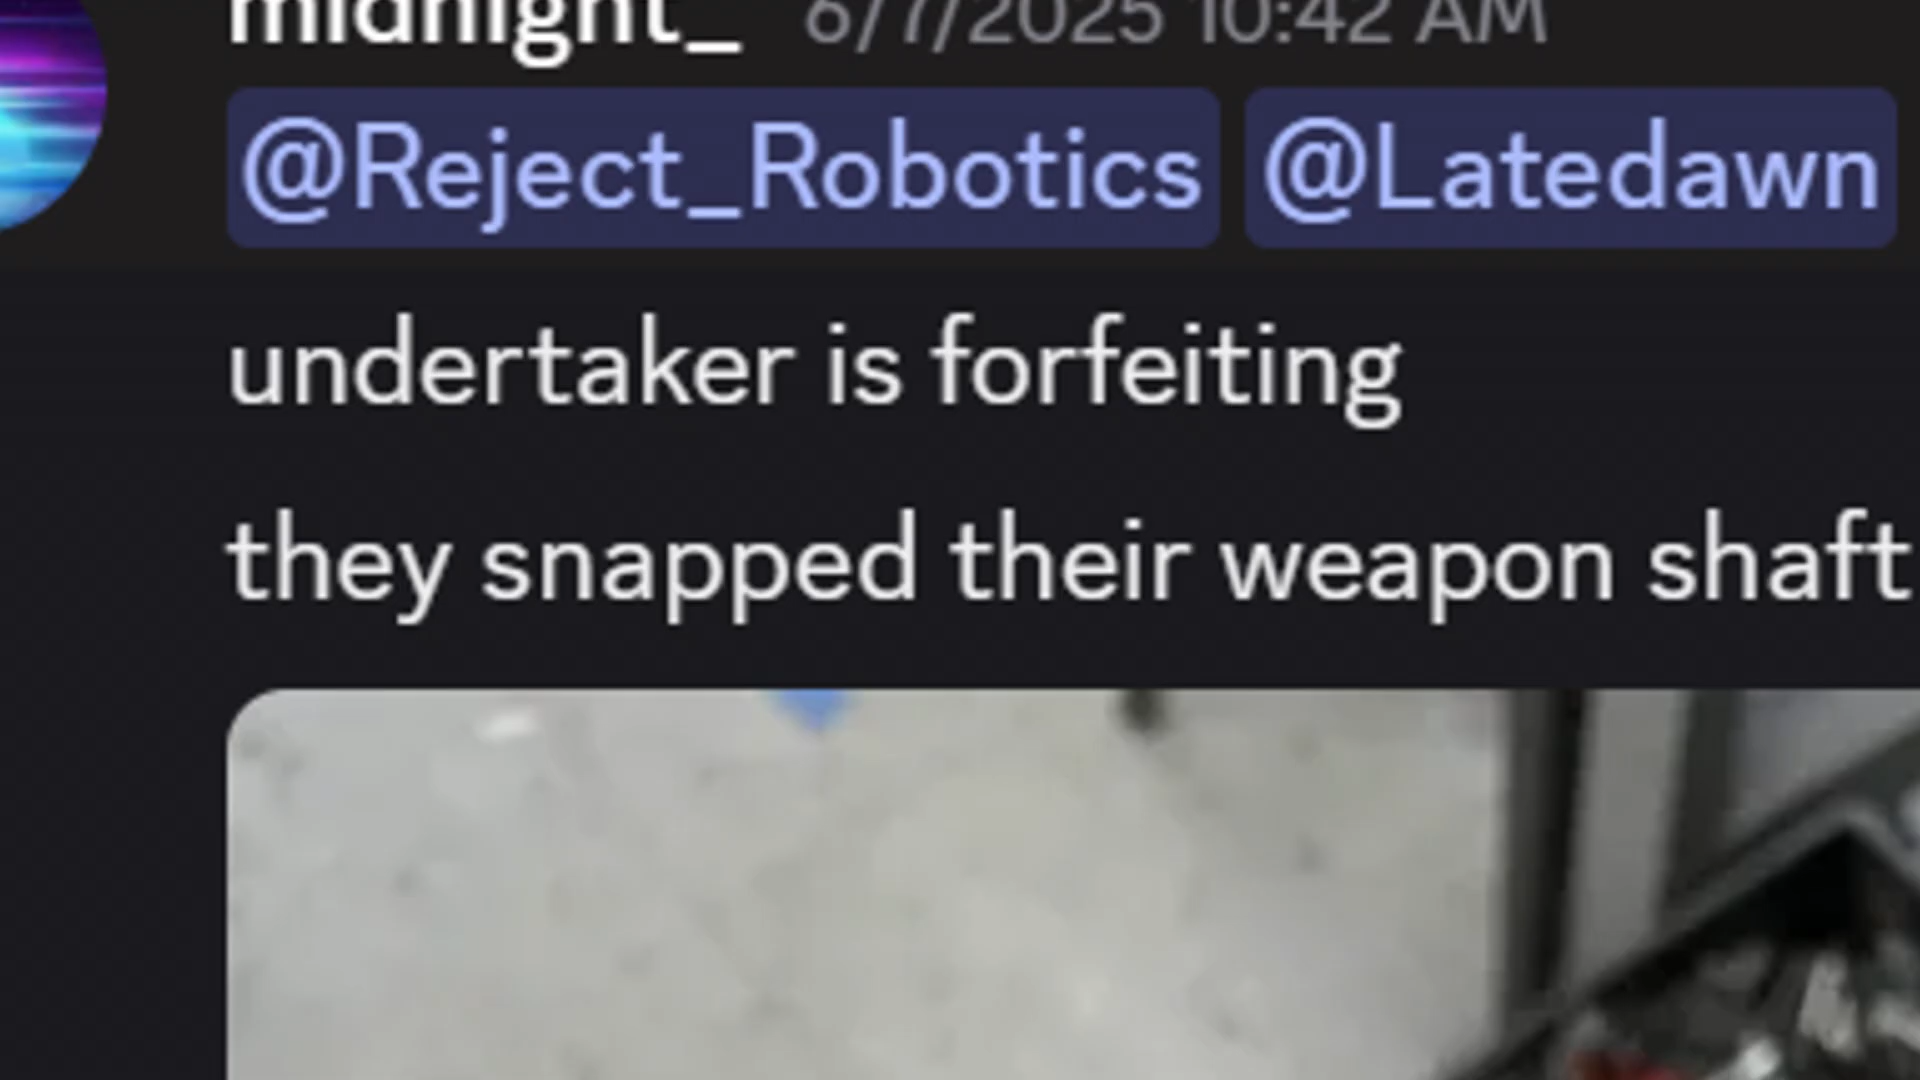 midnight_ 6/7/2025 10:42 AM
@Reject_Robotics @Latedawn
undertaker is forfeiting
they snapped their weapon shaft